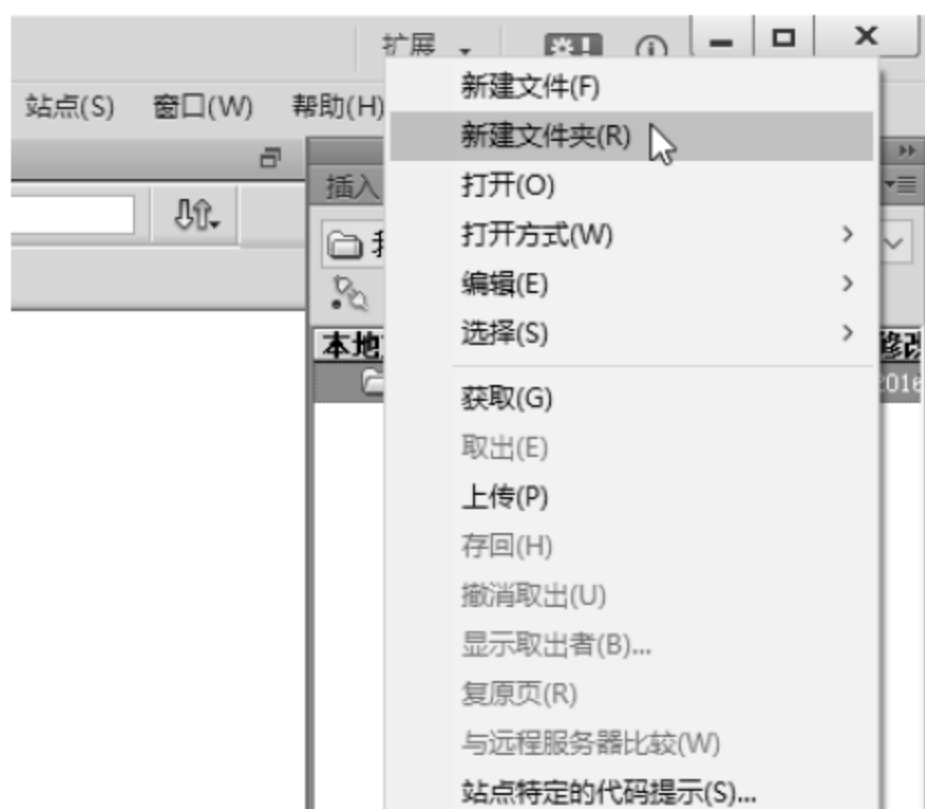 扩展
站点(S) 窗口(W) 帮助(H)
新建文件(F)
新建文件夹(R)
插入
打开(O)
打开方式(W)
编辑(E)
选择(S)
本地
修改
2016
获取(G)
取出(E)
上传(P)
存回(H)
撤消取出(U)
显示取出者(B)...
复原页(R)
与远程服务器比较(W)
站点特定的代码提示(S)...